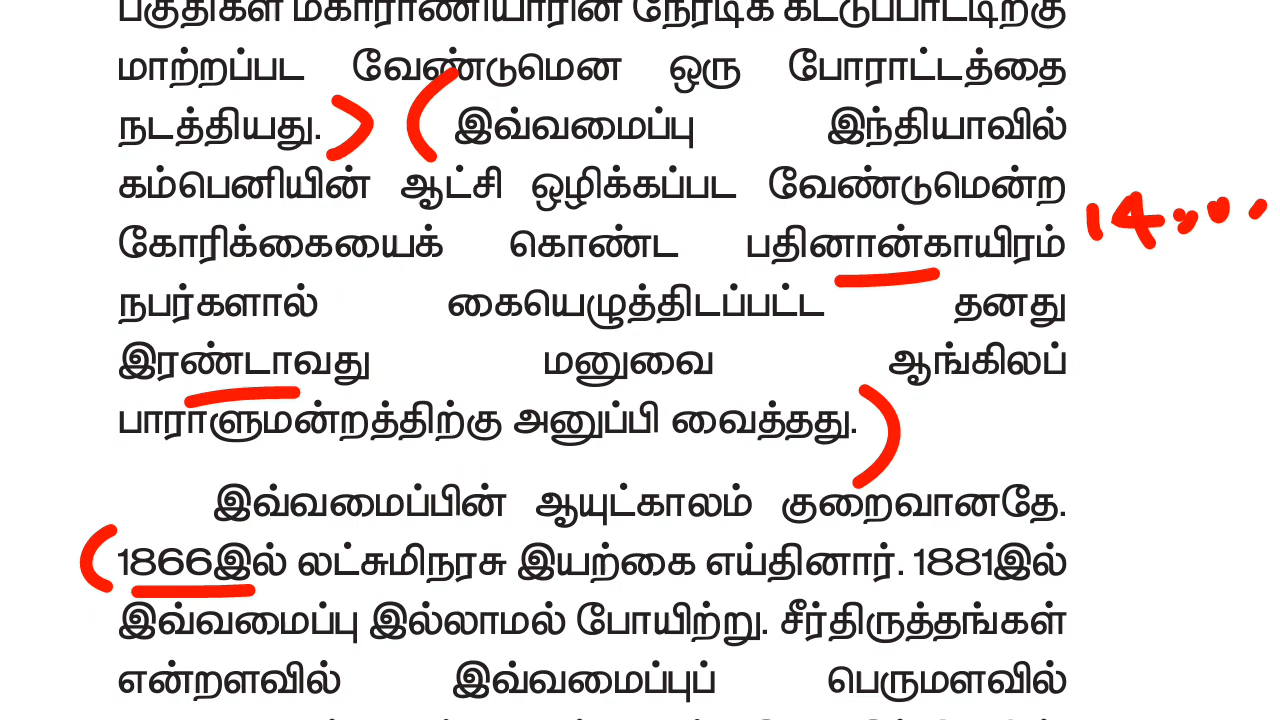 பகுதிகள் மகாராணியாரின் நேரடிக் கட்டுப்பாட்டிற்கு
மாற்றப்பட வேண்டுமென ஒரு போராட்டத்தை
நடத்தியது. இவ்வமைப்பு இந்தியாவில்
கம்பெனியின் ஆட்சி ஒழிக்கப்பட வேண்டுமென்ற
கோரிக்கையைக் கொண்ட பதினான்காயிரம்
14000
நபர்களால் கையெழுத்திடப்பட்ட தனது
இரண்டாவது மனுவை ஆங்கிலப்
பாராளுமன்றத்திற்கு அனுப்பி வைத்தது.
இவ்வமைப்பின் ஆயுட்காலம் குறைவானதே.
1866இல் லட்சுமிநரசு இயற்கை எய்தினார். 1881இல்
இவ்வமைப்பு இல்லாமல் போயிற்று. சீர்திருத்தங்கள்
என்றளவில் இவ்வமைப்புப் பெருமளவில்